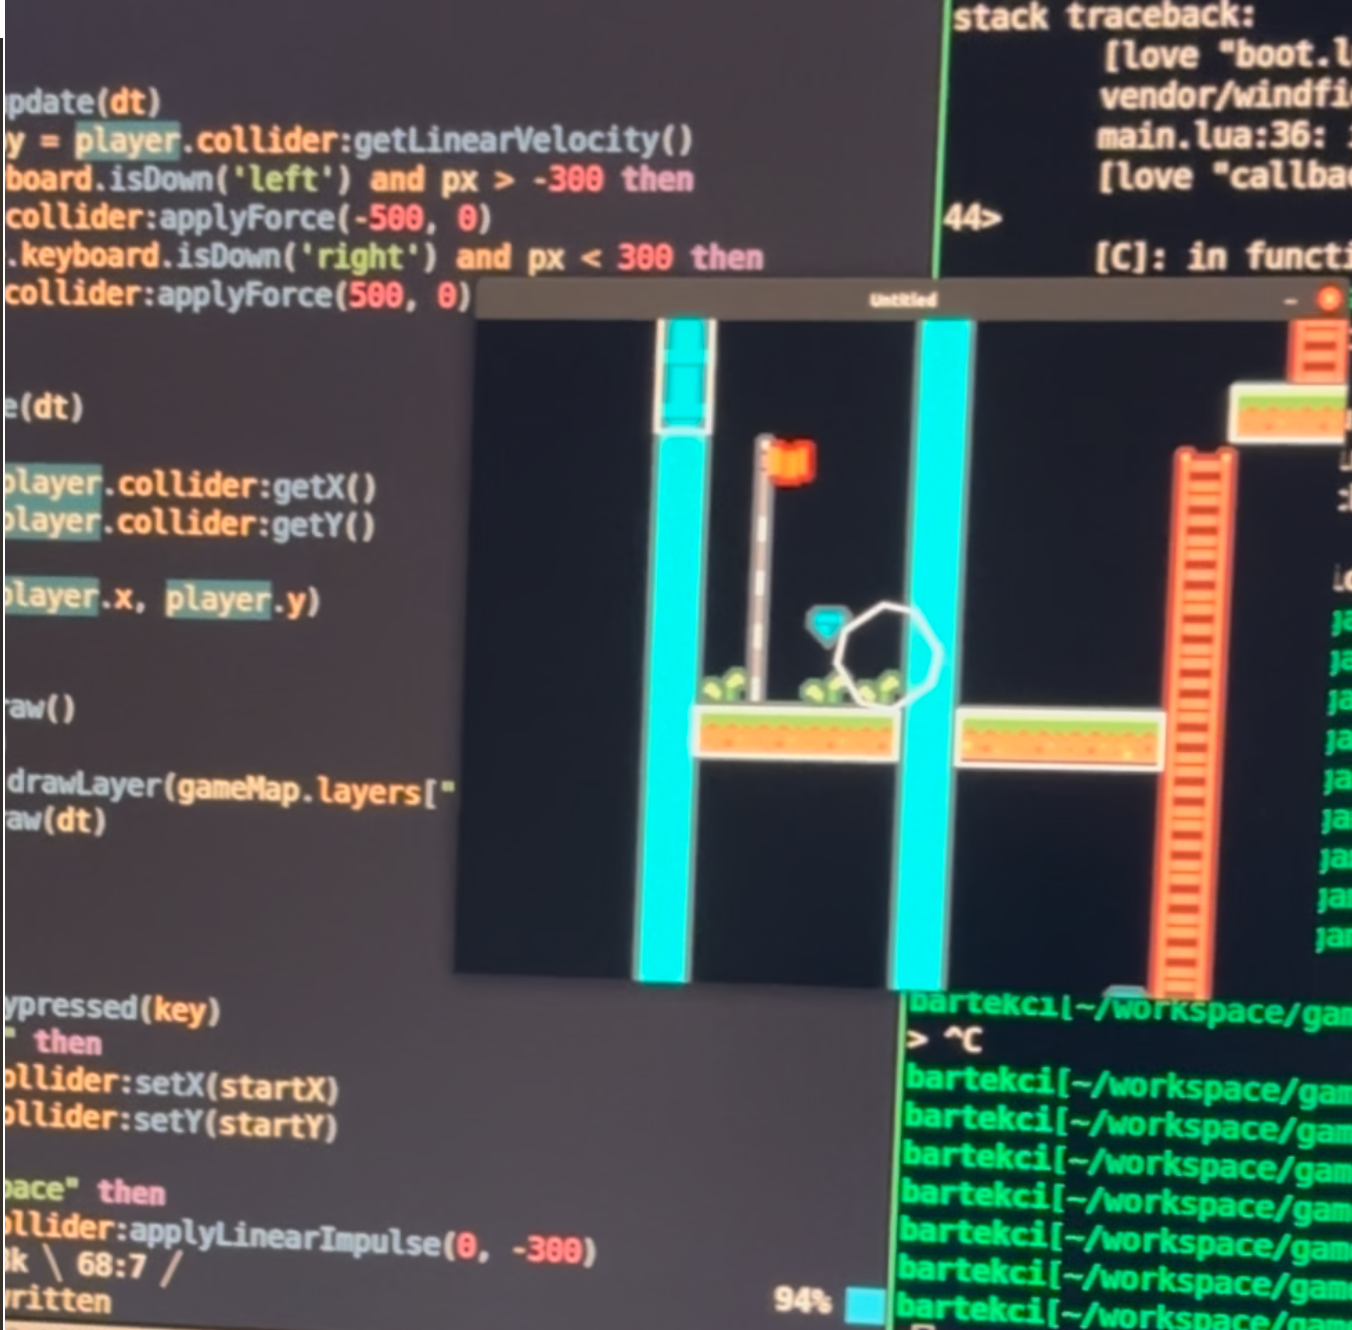 update(dt)
y = player.collider:getLinearVelocity()
board.isDown('left') and px > -300 then
collider:applyForce(-500, 0)
.keyboard.isDown('right') and px < 300 then
collider:applyForce(500, 0)
e(dt)
player.collider:getX()
player.collider:getY()
player.x, player.y)
raw()
drawLayer(gameMap.layers["
raw(dt)
ypressed(key)
" then
ollider:setX(startX)
ollider:setY(startY)
pace" then
ollider:applyLinearImpulse(0, -300)
k \ 68:7 /
written
94%
stack traceback:
[love "boot.l
vendor/windfi
main.lua:36:
[love "callba
44>
[C]: in functi
Untitled
bartekci[~/workspace/gam
> ^C
bartekci[~/workspace/gam
bartekci[~/workspace/gam
bartekci[~/workspace/gam
bartekci[~/workspace/gam
bartekci[~/workspace/gam
bartekci[~/workspace/gam
bartekci[~/workspace/gam